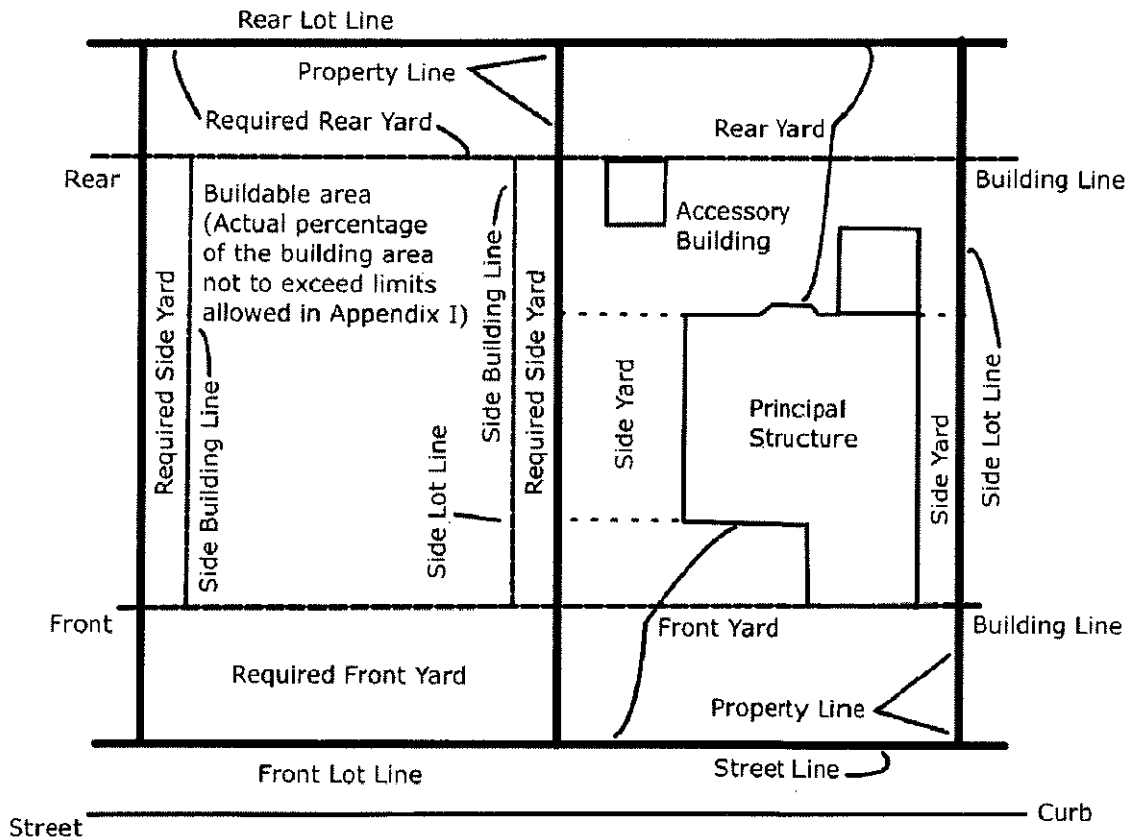 Rear Lot Line
Property Line
Required Rear Yard
Rear Yard
Rear
Building Line
Buildable area
(Actual percentage
of the building area
not to exceed limits
allowed in Appendix I)
Accessory
Building
Required Side Yard
Side Building Line
Side Lot Line
Side Building Line
Required Side Yard
Side Yard
Principal
Structure
Side Yard
Side Lot Line
Front
Front Yard
Building Line
Required Front Yard
Property Line
Front Lot Line
Street Line
Street
Curb